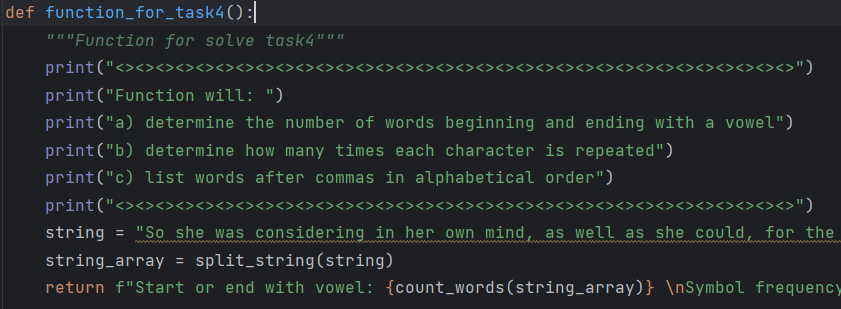 def function_for_task4():
"""Function for solve task4"""
print("<><><><><><><><><><><><><><><><><><><><><><><><><><><><><><><><><><>")
print("Function will: ")
print("a) determine the number of words beginning and ending with a vowel")
print("b) determine how many times each character is repeated")
print("c) list words after commas in alphabetical order")
print("<><><><><><><><><><><><><><><><><><><><><><><><><><><><><><><><><><>")
string = "So she was considering in her own mind, as well as she could, for the
string_array = split_string(string)
return f"Start or end with vowel: {count_words(string_array)} \nSymbol frequency